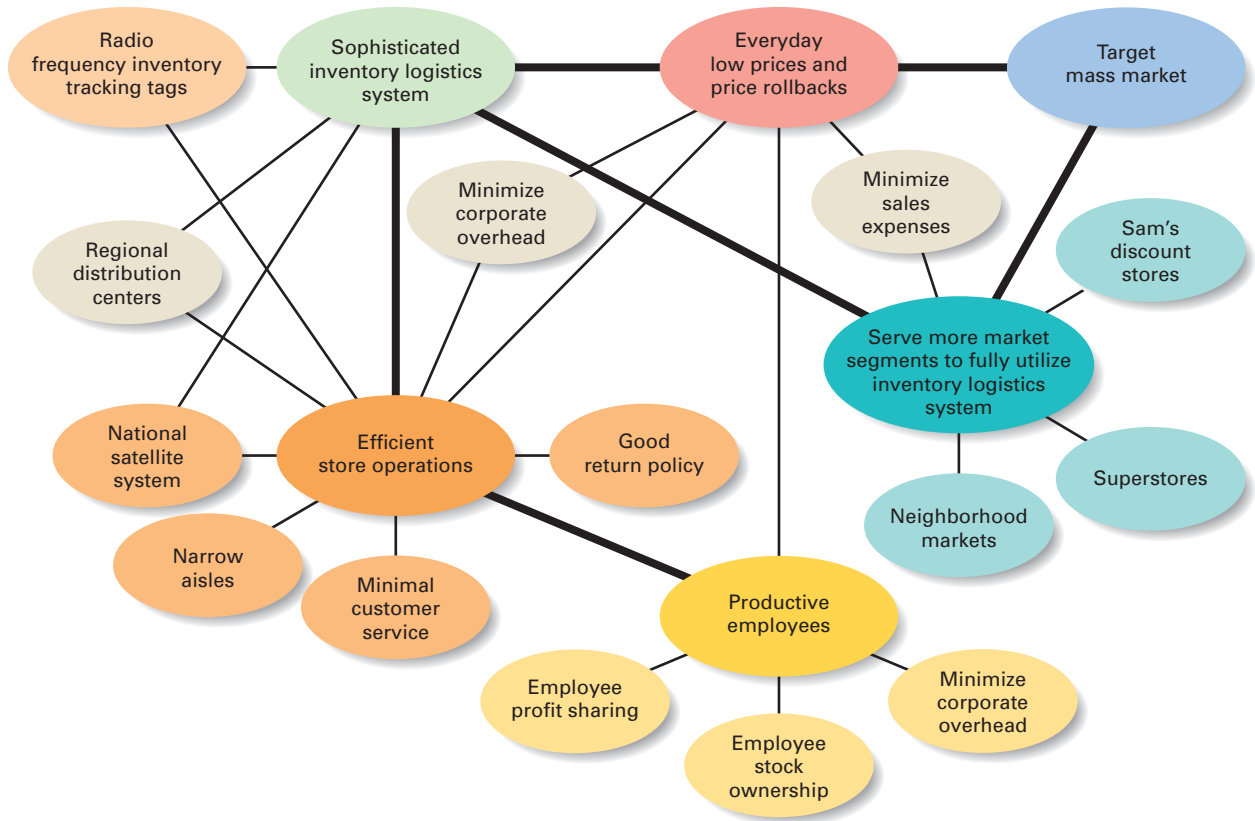 Radio
frequency inventory
tracking tags
Sophisticated
inventory logistics
system
Everyday
low prices and
price rollbacks
Target
mass market
Minimize
corporate
overhead
Minimize
sales
expenses
Regional
distribution
centers
Sam's
discount
stores
Serve more market
segments to fully utilize
inventory logistics
system
National
satellite
system
Efficient
store operations
Good
return policy
Superstores
Neighborhood
markets
Narrow
aisles
Minimal
customer
service
Productive
employees
Employee
profit sharing
Employee
stock
ownership
Minimize
corporate
overhead